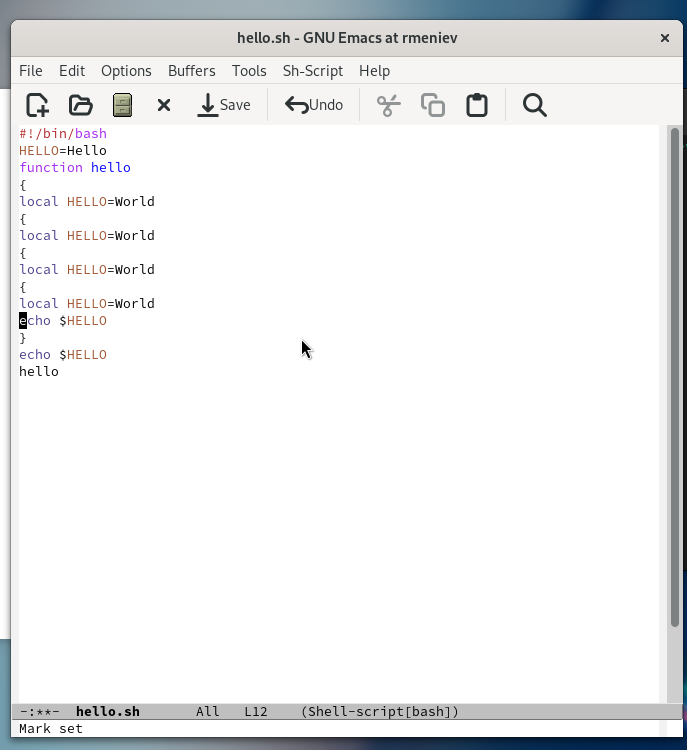 hello.sh - GNU Emacs at rmeniev ×
File Edit Options Buffers Tools Sh-Script Help
Save Undo
#!/bin/bash
HELLO=Hello
function hello
{
local HELLO=World
{
local HELLO=World
{
local HELLO=World
{
local HELLO=World
echo $HELLO
}
echo $HELLO
hello
-:**- hello.sh All L12 (Shell-script[bash])
Mark set